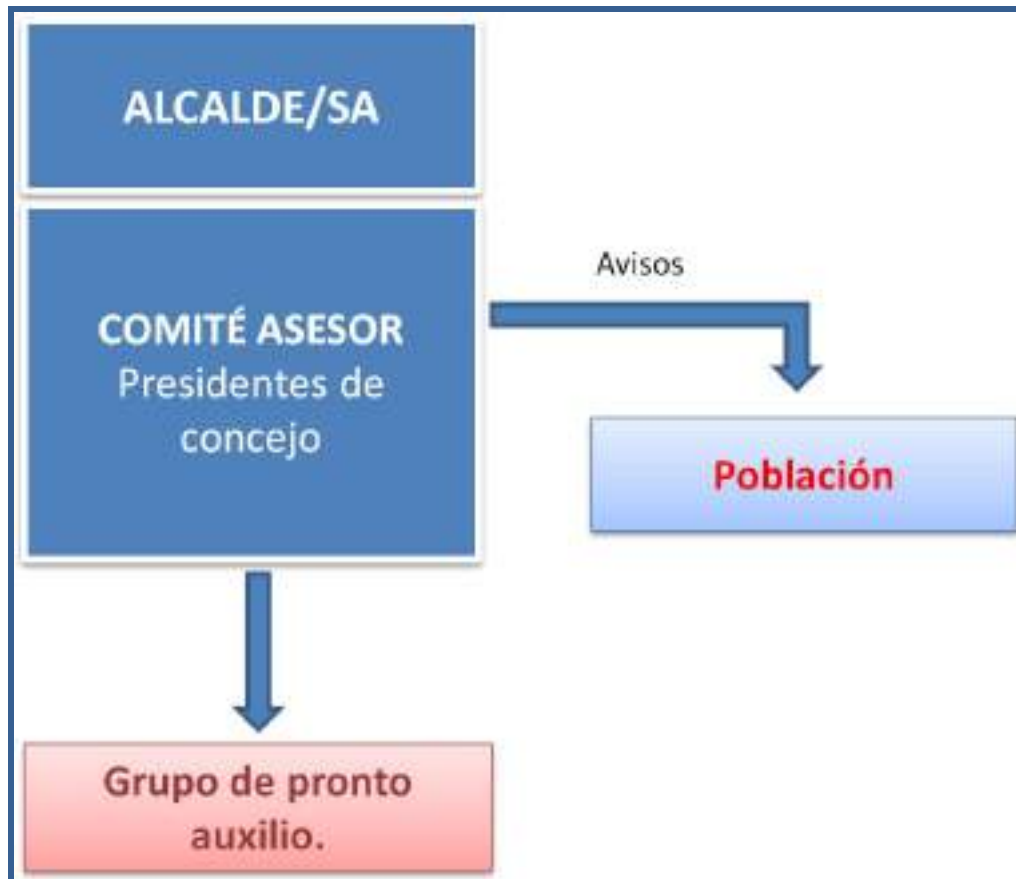 ALCALDE/SA
COMITÉ ASESOR
Presidentes de
concejo
Avisos
Población
Grupo de pronto
auxilio.